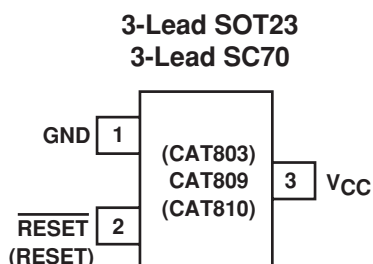 3-Lead SOT23
3-Lead SC70
GND 1
(CAT803)
CAT809
(CAT810)
3 VCC
RESET 2
(RESET)